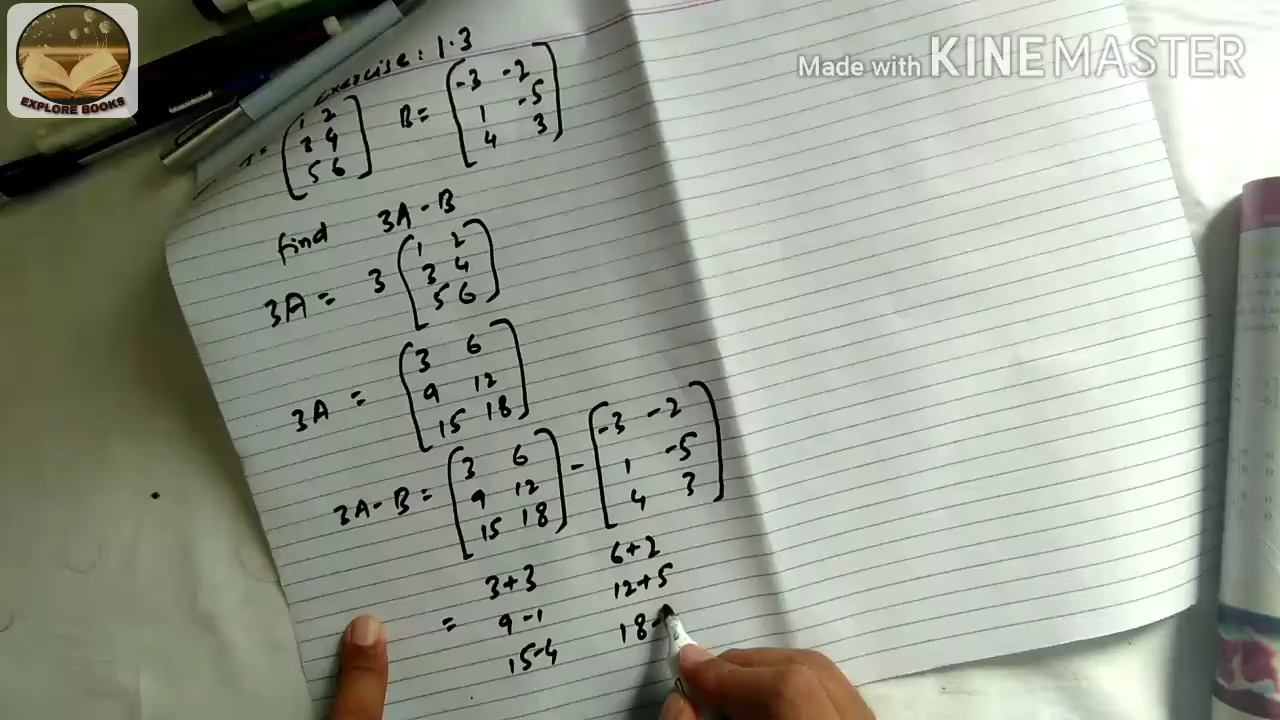 EXPLORE BOOKS
Made with KINEMASTER
Exercise: 1.3
= [1 2
3 4
5 6] B= [-3 -2
1 -5
4 3]
find 3A-B
3A = 3 [1 2
3 4
5 6]
3A = [3 6
9 12
15 18]
3A-B = [3 6
9 12
15 18] - [-3 -2
1 -5
4 3]
= 3+3 6+2
9-1 12+5
15-4 18-